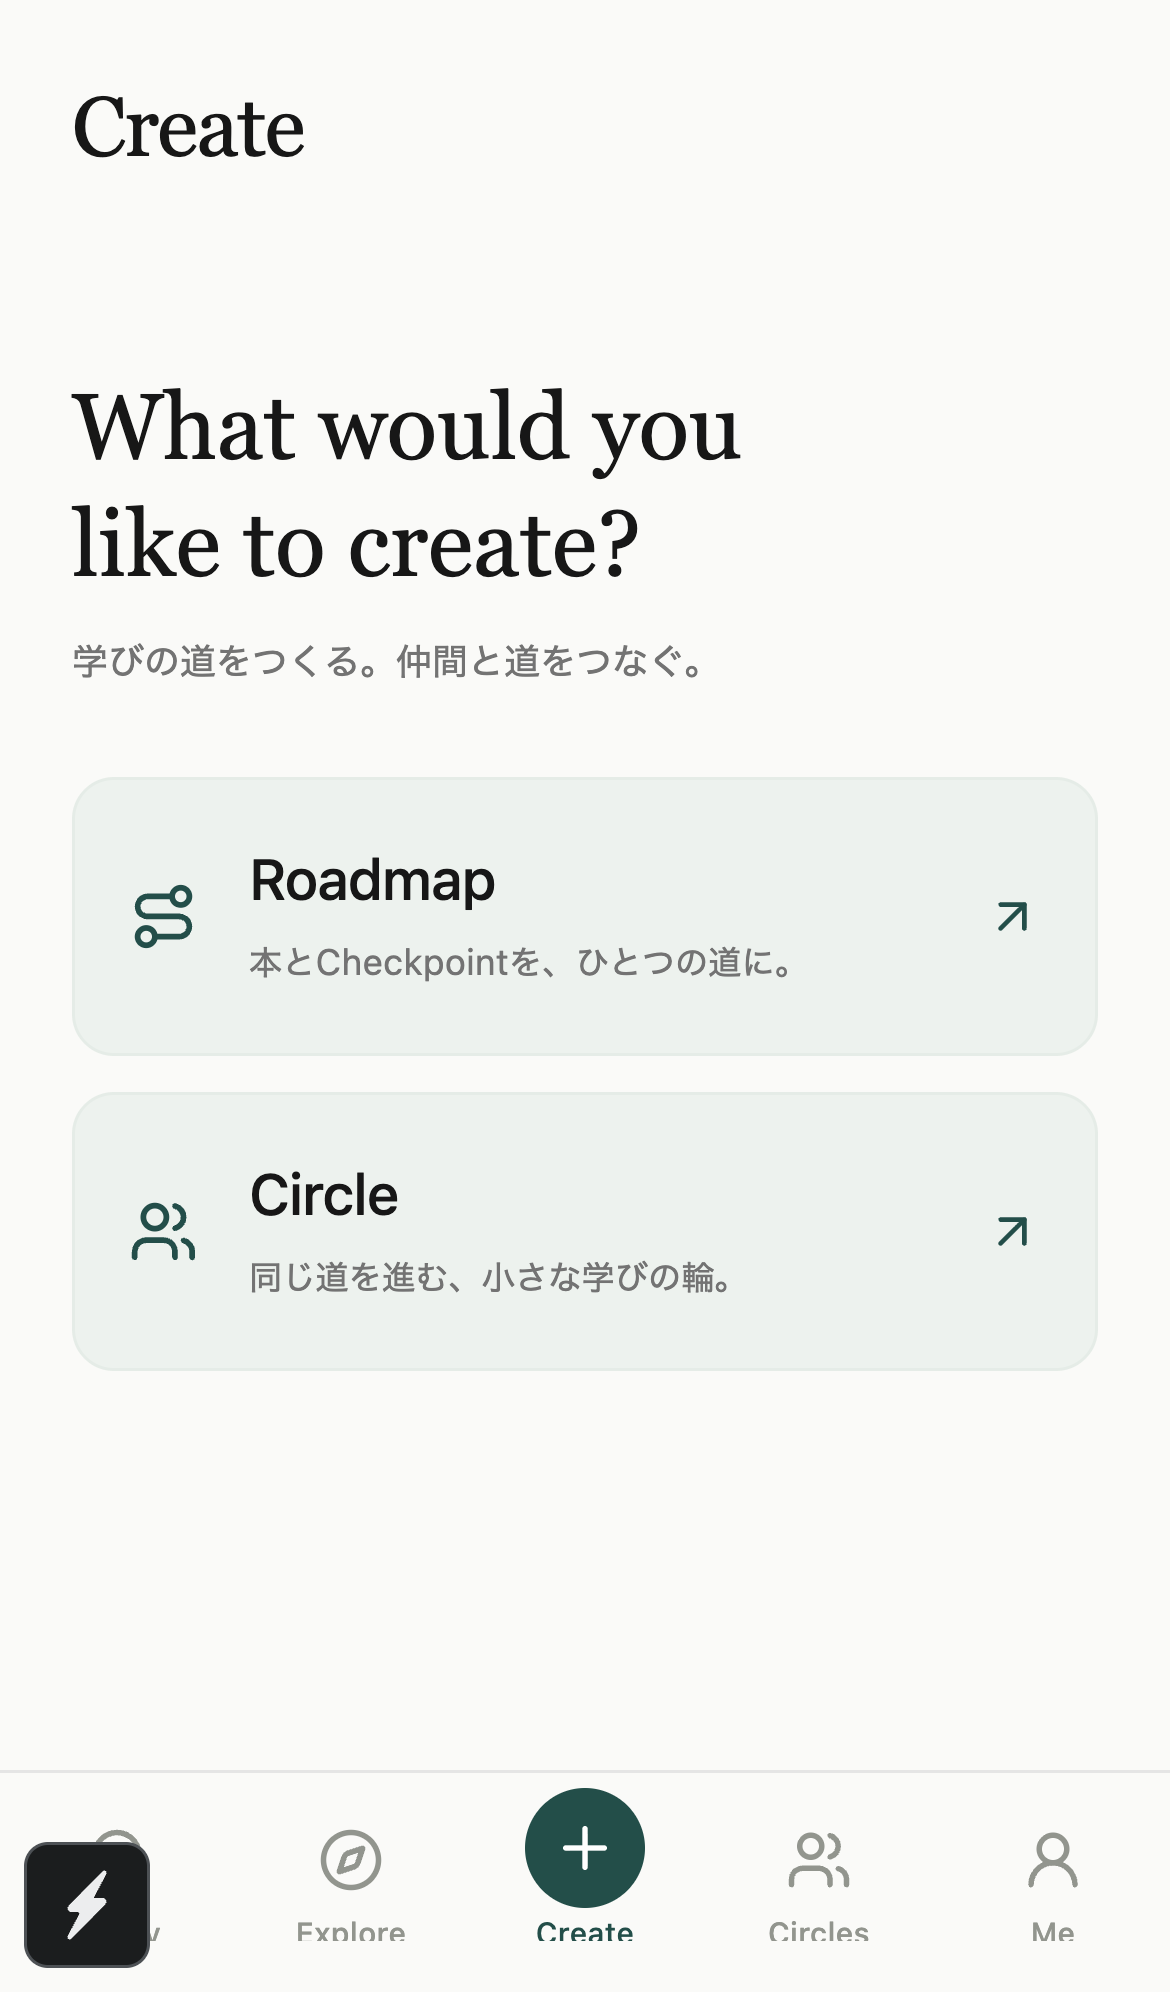 Create
What would you
like to create?
学びの道をつくる。仲間と道をつなぐ。
Roadmap
本とCheckpointを、ひとつの道に。
Circle
同じ道を進む、小さな学びの輪。
Explore
Create
Circles
Me